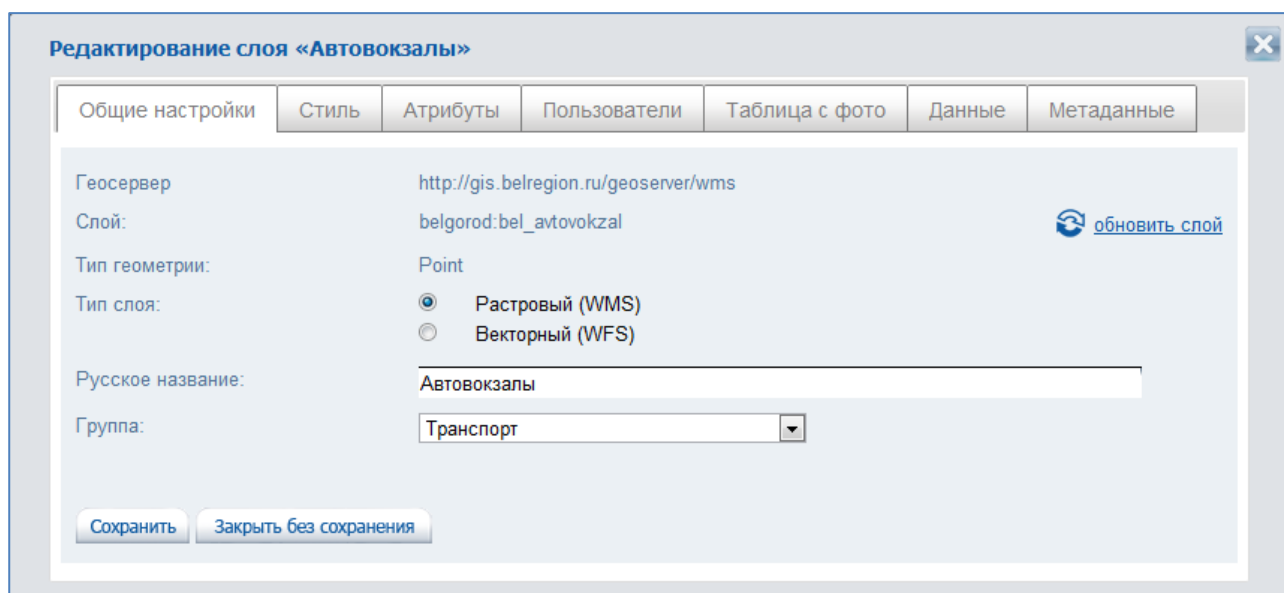 Редактирование слоя «Автовокзалы»
Общие настройки Стиль Атрибуты Пользователи Таблица с фото Данные Метаданные
Геосервер http://gis.belregion.ru/geoserver/wms
Слой: belgorod:bel_avtovokzal обновить слой
Тип геометрии: Point
Тип слоя: Растровый (WMS)
Векторный (WFS)
Русское название: Автовокзалы
Группа: Транспорт
Сохранить Закрыть без сохранения